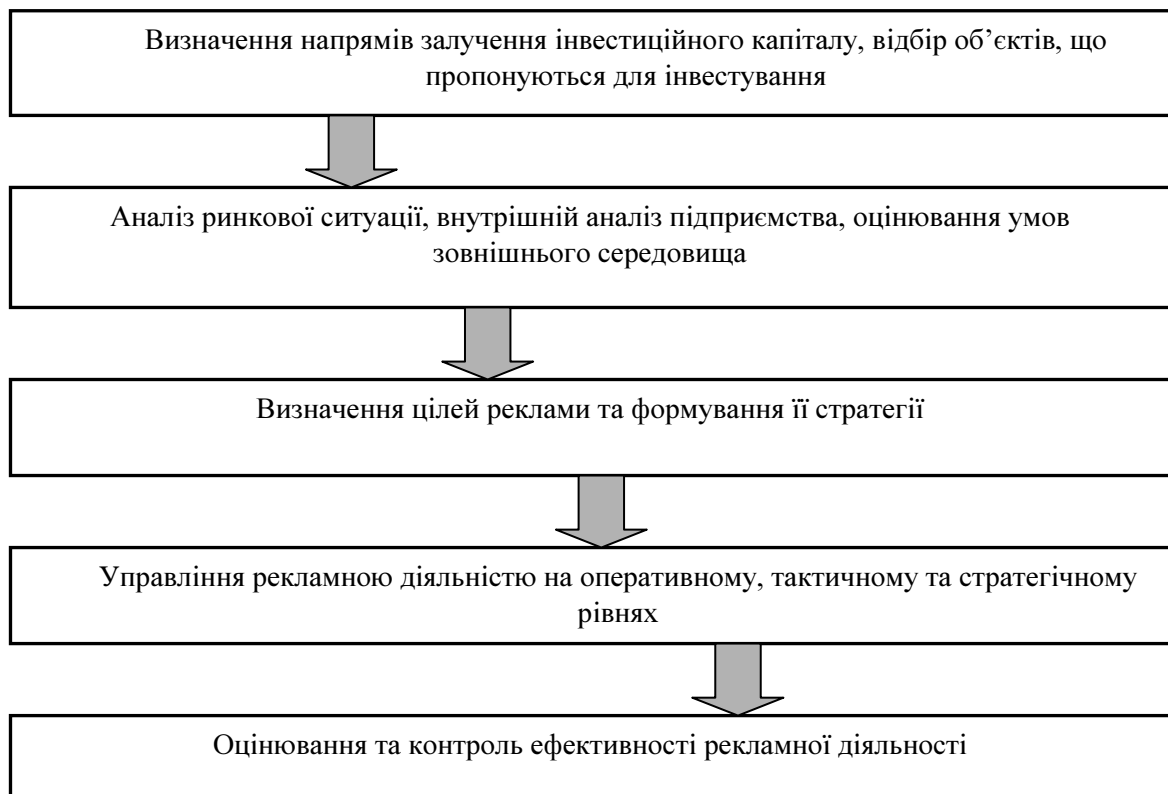 Визначення напрямів залучення інвестиційного капіталу, відбір об’єктів, що
пропонуються для інвестування
Аналіз ринкової ситуації, внутрішній аналіз підприємства, оцінювання умов
зовнішнього середовища
Визначення цілей реклами та формування її стратегії
Управління рекламною діяльністю на оперативному, тактичному та стратегічному
рівнях
Оцінювання та контроль ефективності рекламної діяльності